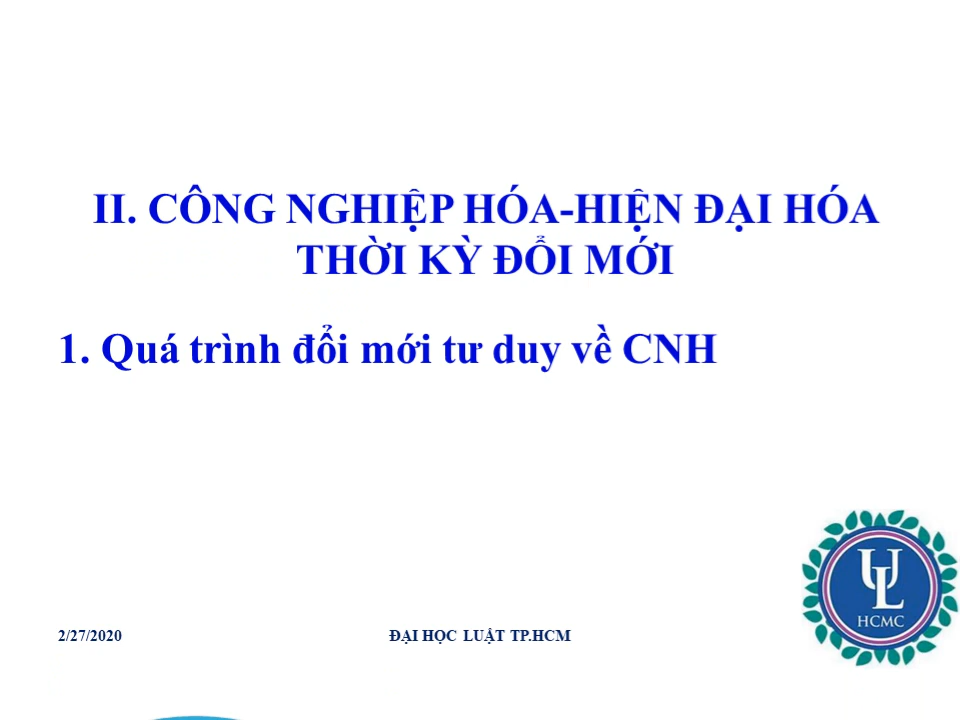 II. CÔNG NGHIỆP HÓA-HIỆN ĐẠI HÓA
THỜI KỲ ĐỔI MỚI
1. Quá trình đổi mới tư duy về CNH
UL
HCMC
2/27/2020 ĐẠI HỌC LUẬT TP.HCM